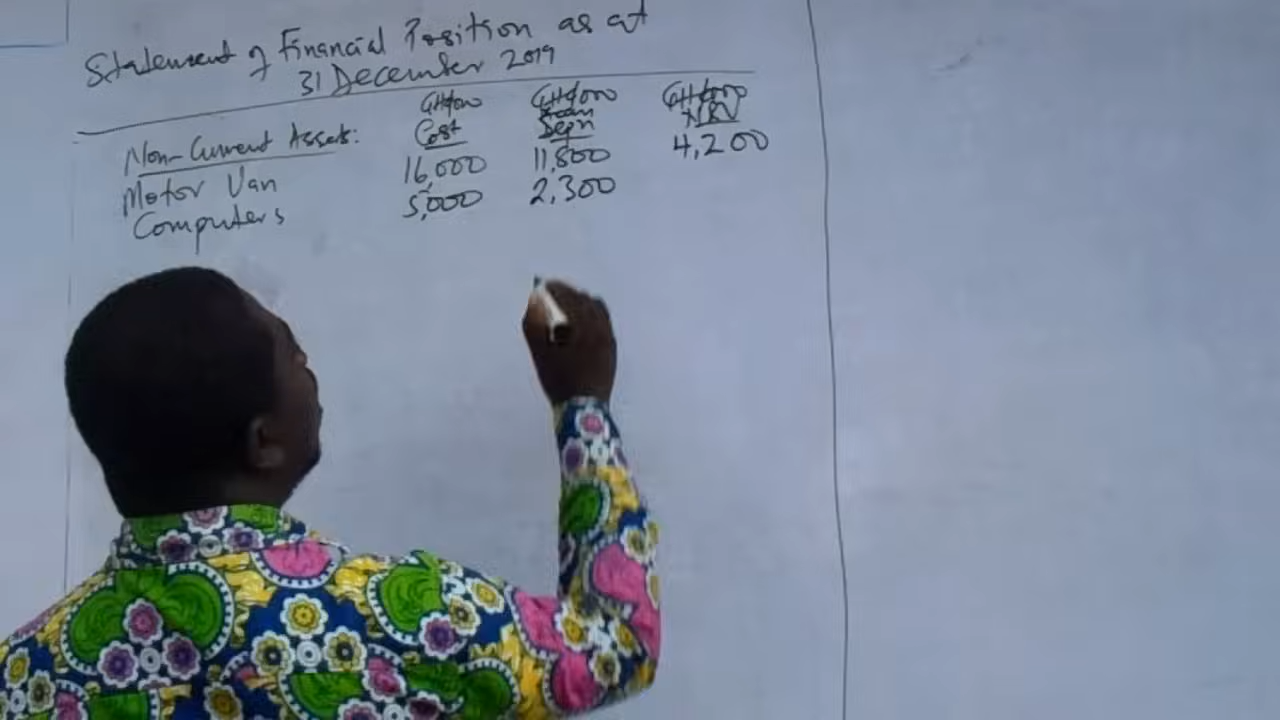 Statement of Financial Position as at
31 December 2019
GH¢000 GH¢000 GH¢000
Non-Current Assets: Cost Depn NBV
Motor Van 16,000 11,800 4,200
Computers 5,000 2,300